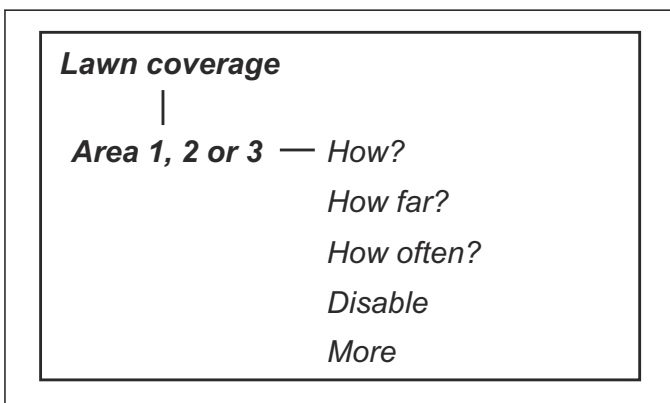 Lawn coverage
Area 1, 2 or 3 — How?
How far?
How often?
Disable
More